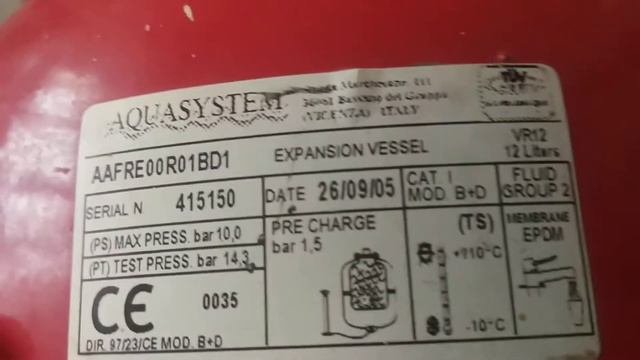 AQUASYSTEM
36061 Bassano del Grappa
(VICENZA) ITALY
TÜV
AAFRE00R01BD1
EXPANSION VESSEL
VR12
12 Liters
SERIAL N 415150
DATE 26/09/05
CAT. I
MOD B+D
FLUID
GROUP 2
(PS) MAX PRESS. bar 10,0
(PT) TEST PRESS. bar 14,3
PRE CHARGE
bar 1,5
(TS)
+110°C
-10°C
MEMBRANE
EPDM
CE 0035
DIR. 97/23/CE MOD. B+D